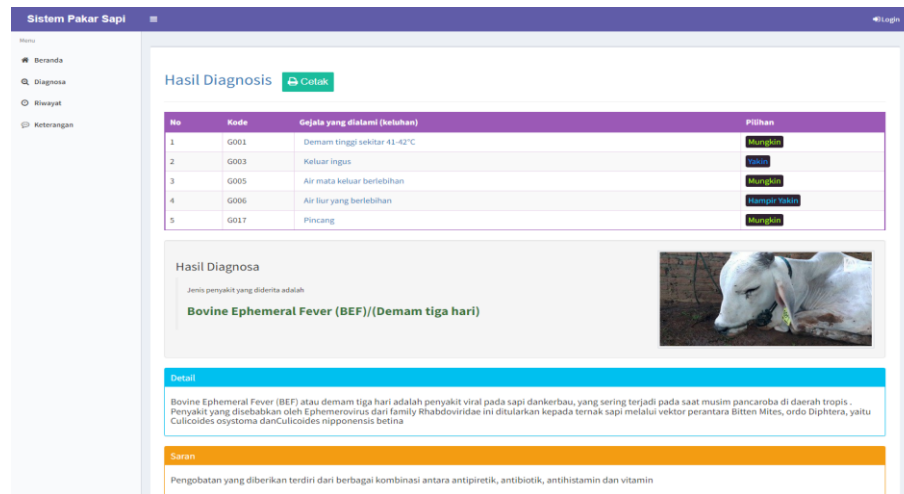 Sistem Pakar Sapi
Login
Menu
Beranda
Diagnosa
Riwayat
Keterangan
Hasil Diagnosis
Cetak
No Kode Gejala yang dialami (keluhan) Pilihan
1 G001 Demam tinggi sekitar 41-42°C Mungkin
2 G003 Keluar ingus Yakin
3 G005 Air mata keluar berlebihan Mungkin
4 G006 Air liur yang berlebihan Hampir Yakin
5 G017 Pincang Mungkin
Hasil Diagnosa
Jenis penyakit yang diderita adalah
Bovine Ephemeral Fever (BEF)/(Demam tiga hari)
Detail
Bovine Ephemeral Fever (BEF) atau demam tiga hari adalah penyakit viral pada sapi dankerbau, yang sering terjadi pada saat musim pancaroba di daerah tropis .
Penyakit yang disebabkan oleh Ephemerovirus dari family Rhabdoviridae ini ditularkan kepada ternak sapi melalui vektor perantara Bitten Mites, ordo Diphtera, yaitu
Culicoides osystoma danCulicoides nipponensis betina
Saran
Pengobatan yang diberikan terdiri dari berbagai kombinasi antara antipiretik, antibiotik, antihistamin dan vitamin